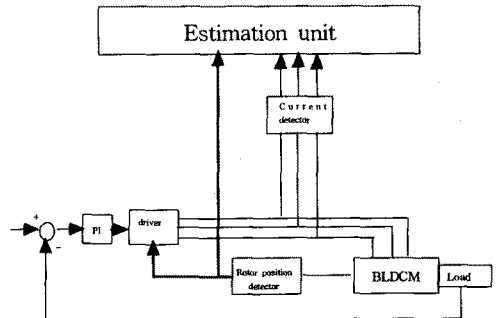 Estimation unit
Current
detector
+
PI
driver
-
Rotor position
detector
BLDCM
Load